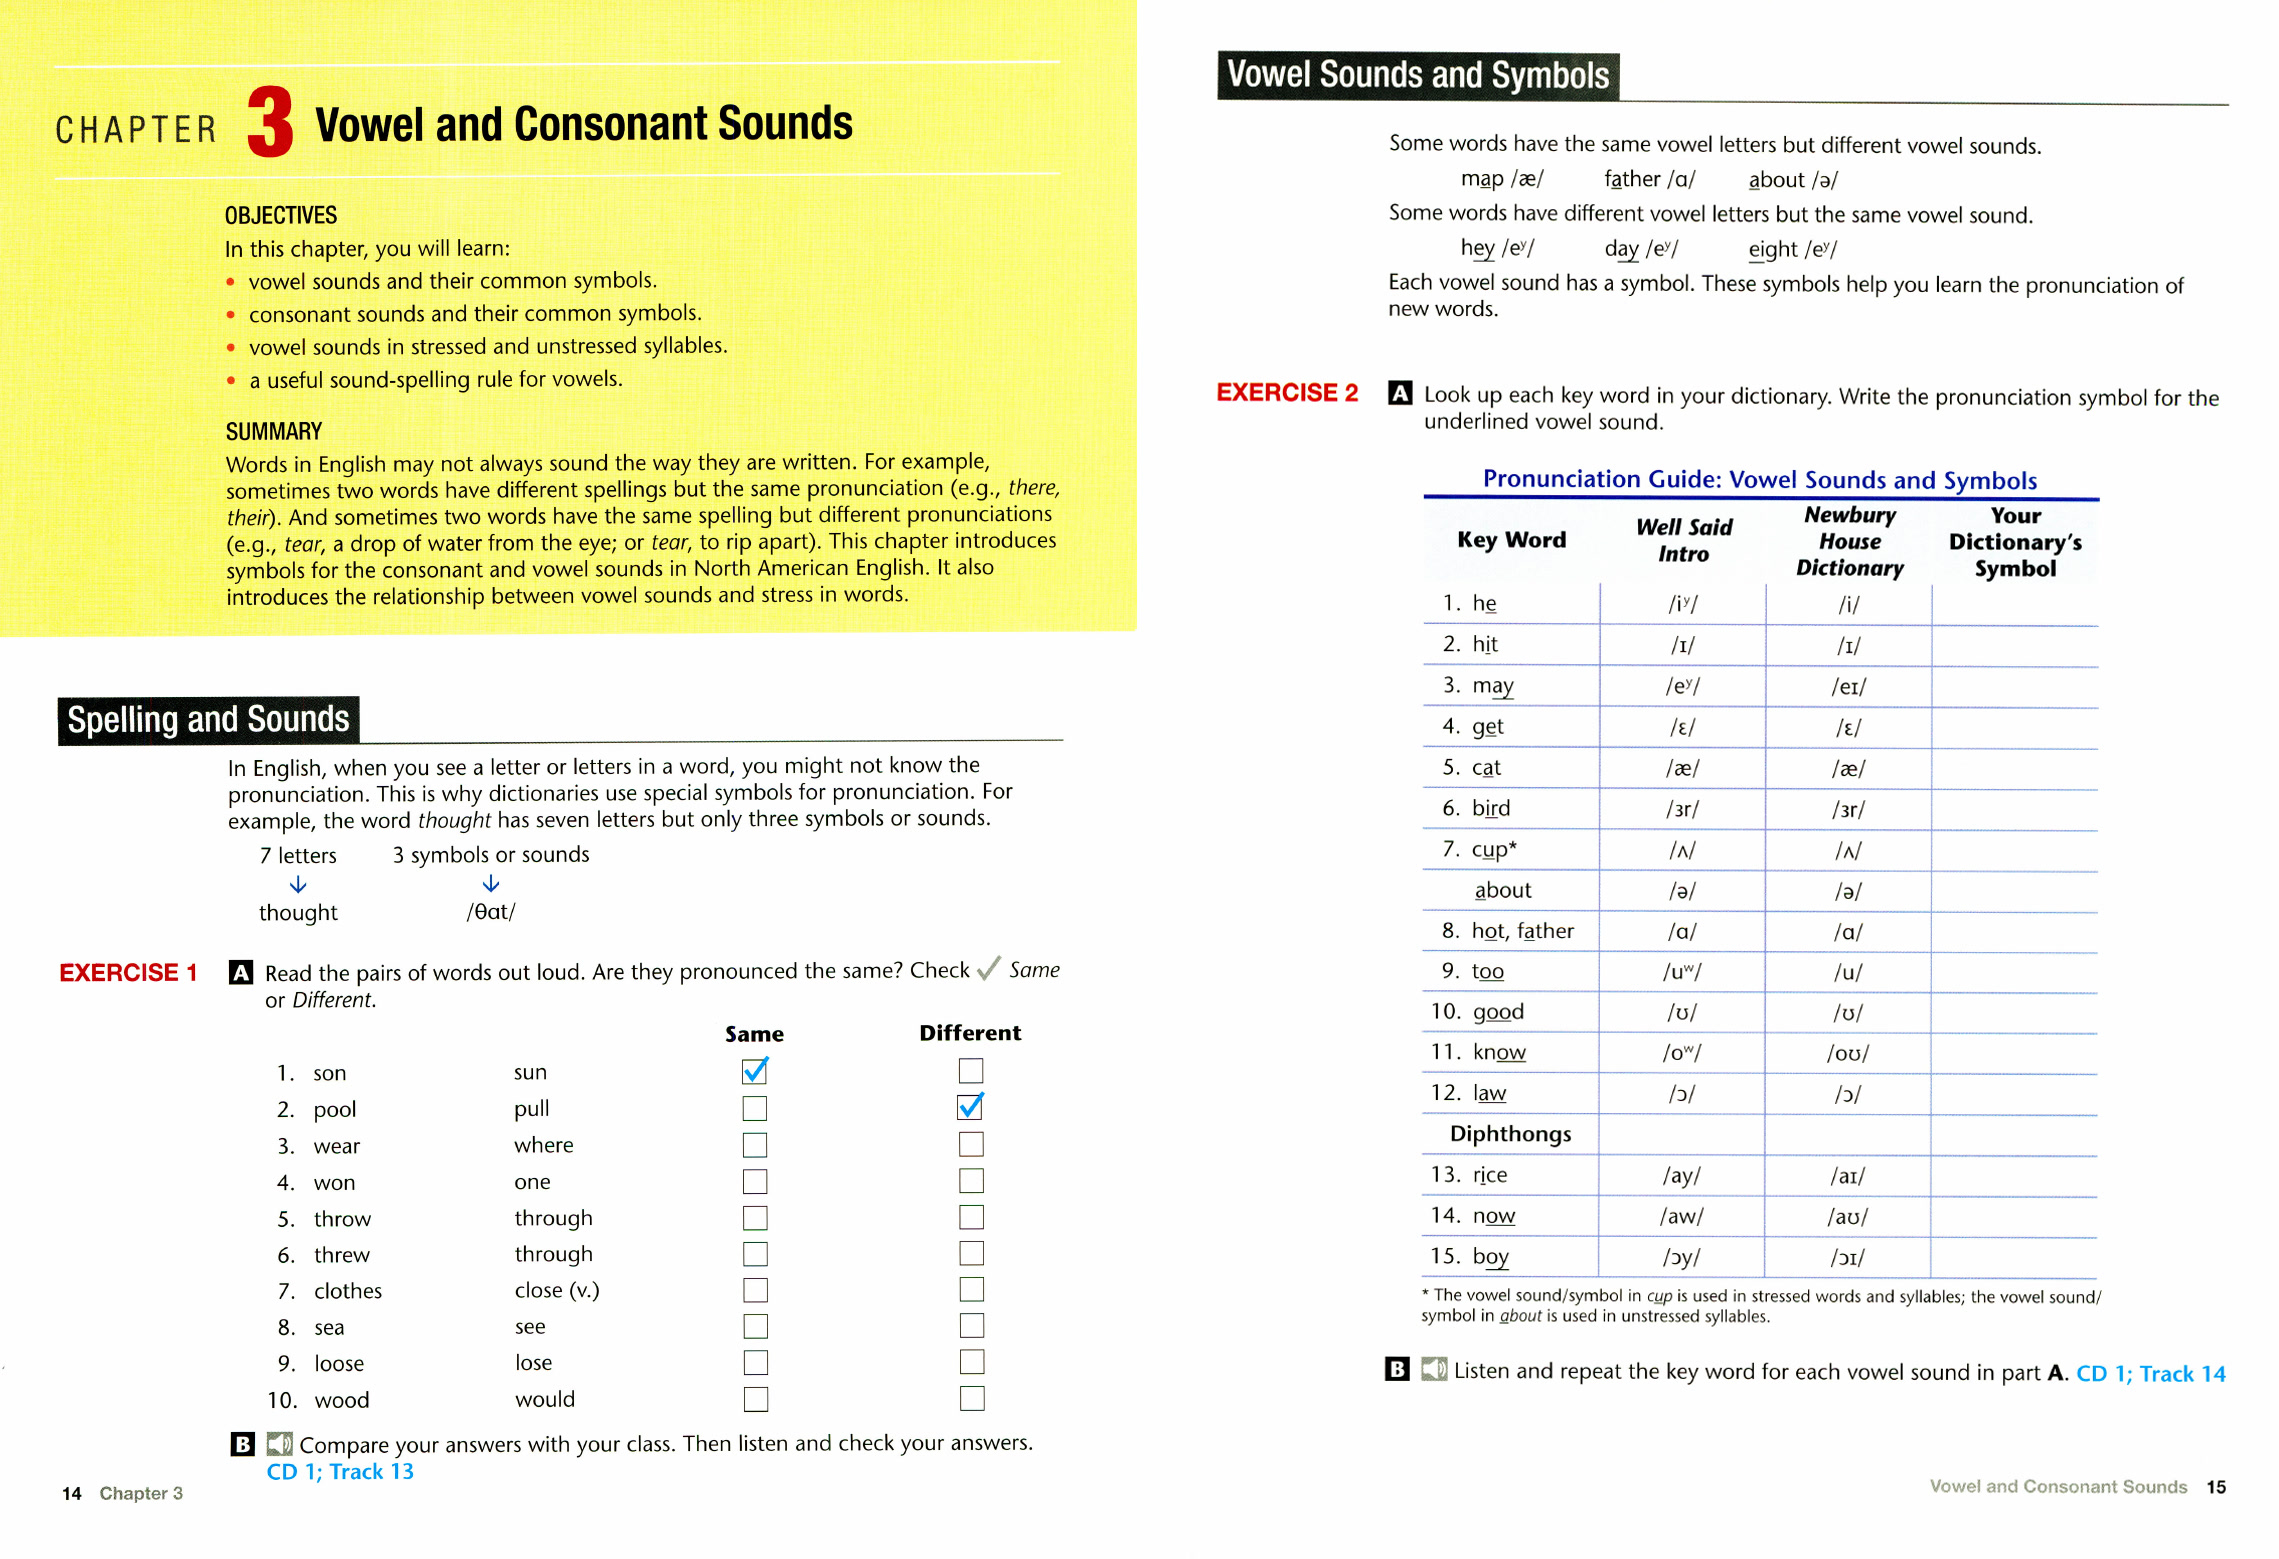 CHAPTER 3 Vowel and Consonant Sounds
OBJECTIVES
In this chapter, you will learn:
• vowel sounds and their common symbols.
• consonant sounds and their common symbols.
• vowel sounds in stressed and unstressed syllables.
• a useful sound-spelling rule for vowels.
SUMMARY
Words in English may not always sound the way they are written. For example,
sometimes two words have different spellings but the same pronunciation (e.g., there,
their). And sometimes two words have the same spelling but different pronunciations
(e.g., tear, a drop of water from the eye; or tear, to rip apart). This chapter introduces
symbols for the consonant and vowel sounds in North American English. It also
introduces the relationship between vowel sounds and stress in words.
Spelling and Sounds
In English, when you see a letter or letters in a word, you might not know the
pronunciation. This is why dictionaries use special symbols for pronunciation. For
example, the word thought has seven letters but only three symbols or sounds.
7 letters 3 symbols or sounds
↓ ↓
thought /θɑt/
EXERCISE 1 A Read the pairs of words out loud. Are they pronounced the same? Check ✓ Same
or Different.
Same Different
1. son sun ✓
2. pool pull ✓
3. wear where
4. won one
5. throw through
6. threw through
7. clothes close (v.)
8. sea see
9. loose lose
10. wood would
B Compare your answers with your class. Then listen and check your answers.
CD 1; Track 13
14 Chapter 3
Vowel Sounds and Symbols
Some words have the same vowel letters but different vowel sounds.
map /æ/ father /ɑ/ about /ə/
Some words have different vowel letters but the same vowel sound.
hey /eʸ/ day /eʸ/ eight /eʸ/
Each vowel sound has a symbol. These symbols help you learn the pronunciation of
new words.
EXERCISE 2 A Look up each key word in your dictionary. Write the pronunciation symbol for the
underlined vowel sound.
Pronunciation Guide: Vowel Sounds and Symbols
Key Word Well Said Intro Newbury House Dictionary Your Dictionary's Symbol
1. he /iʸ/ /i/
2. hit /ɪ/ /ɪ/
3. may /eʸ/ /eɪ/
4. get /ɛ/ /ɛ/
5. cat /æ/ /æ/
6. bird /ɜr/ /ɜr/
7. cup* /ʌ/ /ʌ/
about /ə/ /ə/
8. hot, father /ɑ/ /ɑ/
9. too /uʷ/ /u/
10. good /ʊ/ /ʊ/
11. know /oʷ/ /oʊ/
12. law /ɔ/ /ɔ/
Diphthongs
13. rice /ay/ /aɪ/
14. now /aw/ /aʊ/
15. boy /ɔy/ /ɔɪ/
* The vowel sound/symbol in cup is used in stressed words and syllables; the vowel sound/
symbol in about is used in unstressed syllables.
B Listen and repeat the key word for each vowel sound in part A. CD 1; Track 14
Vowel and Consonant Sounds 15